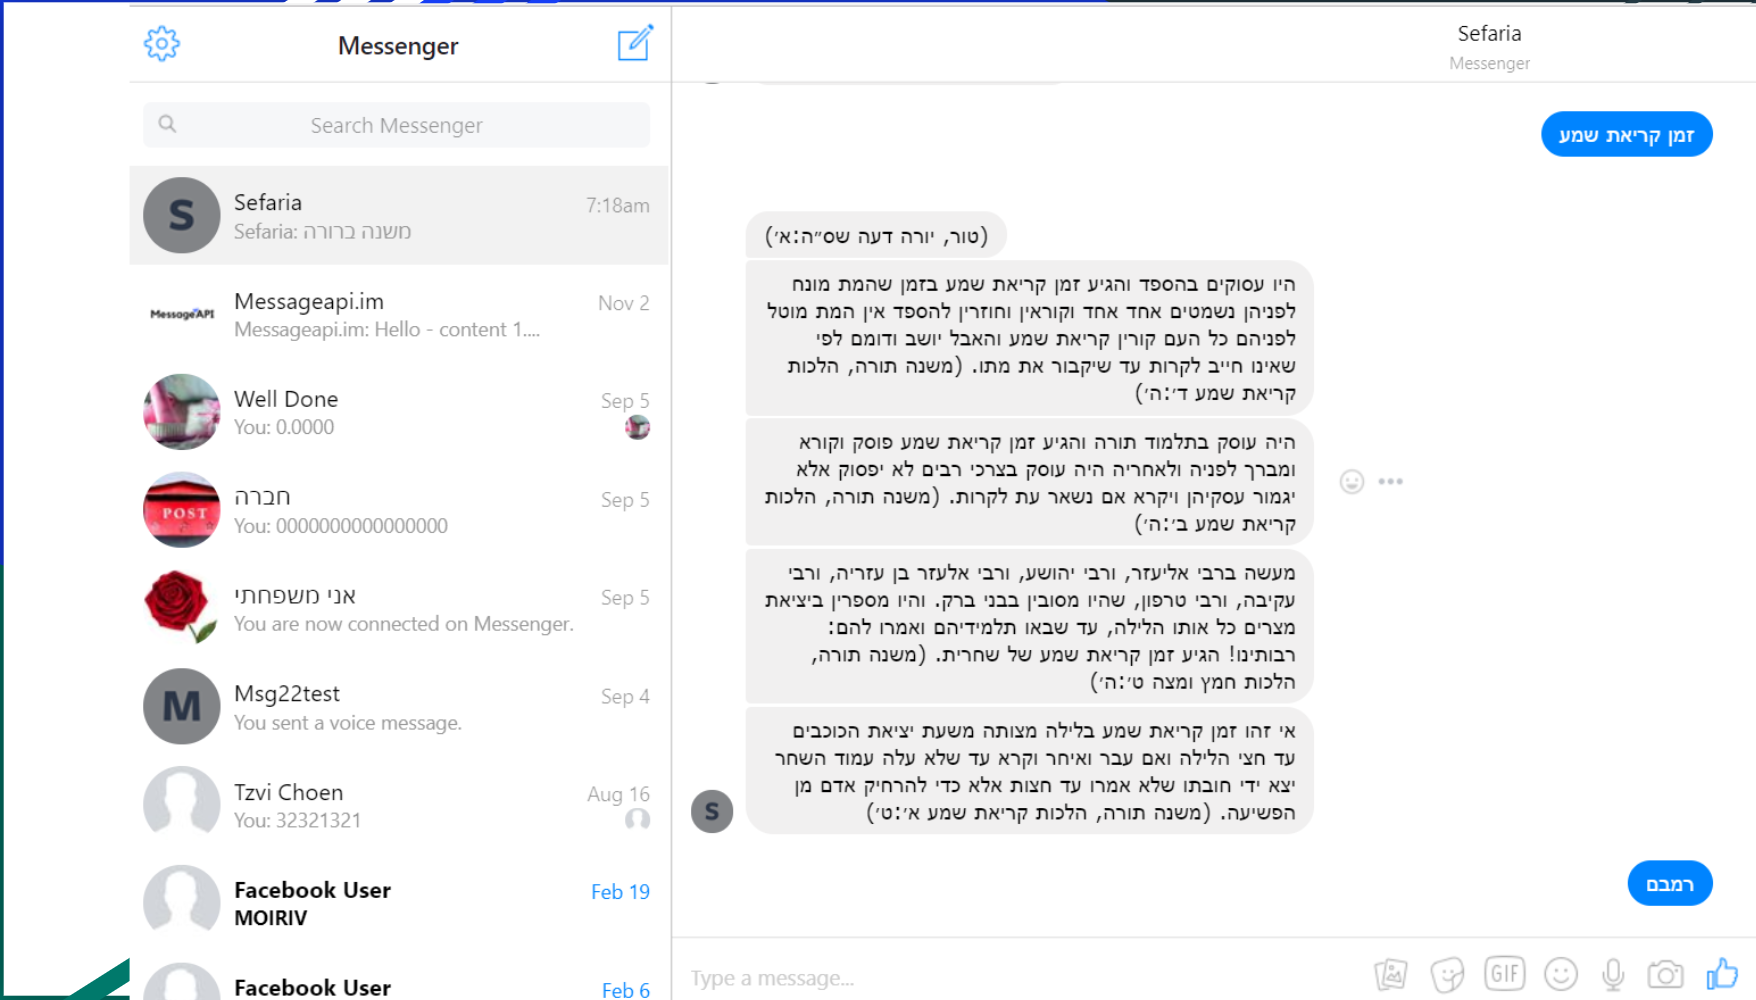 Messenger
Search Messenger
Sefaria
7:18am
Sefaria: משנה ברורה
MessageAPI
Messageapi.im
Nov 2
Messageapi.im: Hello - content 1....
Well Done
Sep 5
You: 0.0000
POST
חברה
Sep 5
You: 0000000000000000
אני משפחתי
Sep 5
You are now connected on Messenger.
M
Msg22test
Sep 4
You sent a voice message.
Tzvi Choen
Aug 16
You: 32321321
Facebook User
Feb 19
MOIRIV
Facebook User
Feb 6
S
Sefaria
Messenger
זמן קריאת שמע
(טור, יורה דעה שס״ה:א׳)
היו עסוקים בהספד והגיע זמן קריאת שמע בזמן שהמת מונח
לפניהן נשמטים אחד אחד וקוראין וחוזרין להספד אין המת מוטל
לפניהם כל העם קורין קריאת שמע והאבל יושב ודומם לפי
שאינו חייב לקרות עד שיקבור את מתו. (משנה תורה, הלכות
קריאת שמע ד׳:ה׳)
היה עוסק בתלמוד תורה והגיע זמן קריאת שמע פוסק וקורא
ומברך לפניה ולאחריה היה עוסק בצרכי רבים לא יפסוק אלא
יגמור עסקיהן ויקרא אם נשאר עת לקרות. (משנה תורה, הלכות
קריאת שמע ב׳:ה׳)
מעשה ברבי אליעזר, ורבי יהושע, ורבי אלעזר בן עזריה, ורבי
עקיבה, ורבי טרפון, שהיו מסובין בבני ברק. והיו מספרין ביציאת
מצרים כל אותו הלילה, עד שבאו תלמידיהם ואמרו להם:
רבותינו! הגיע זמן קריאת שמע של שחרית. (משנה תורה,
הלכות חמץ ומצה ט׳:ה׳)
אי זהו זמן קריאת שמע בלילה מצותה משעת יציאת הכוכבים
עד חצי הלילה ואם עבר ואיחר וקרא עד שלא עלה עמוד השחר
יצא ידי חובתו שלא אמרו עד חצות אלא כדי להרחיק אדם מן
הפשיעה. (משנה תורה, הלכות קריאת שמע א׳:ט׳)
S
רמבם
Type a message...
GIF